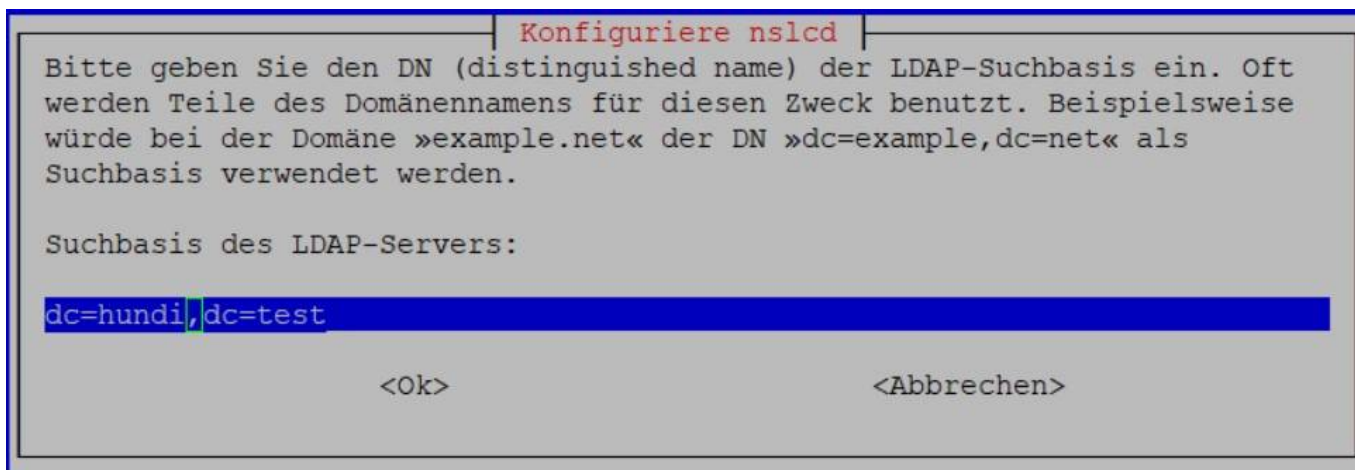 Konfiguriere nslcd
Bitte geben Sie den DN (distinguished name) der LDAP-Suchbasis ein. Oft
werden Teile des Domänennamens für diesen Zweck benutzt. Beispielsweise
würde bei der Domäne »example.net« der DN »dc=example,dc=net« als
Suchbasis verwendet werden.
Suchbasis des LDAP-Servers:
dc=hundi,dc=test
<Ok> <Abbrechen>